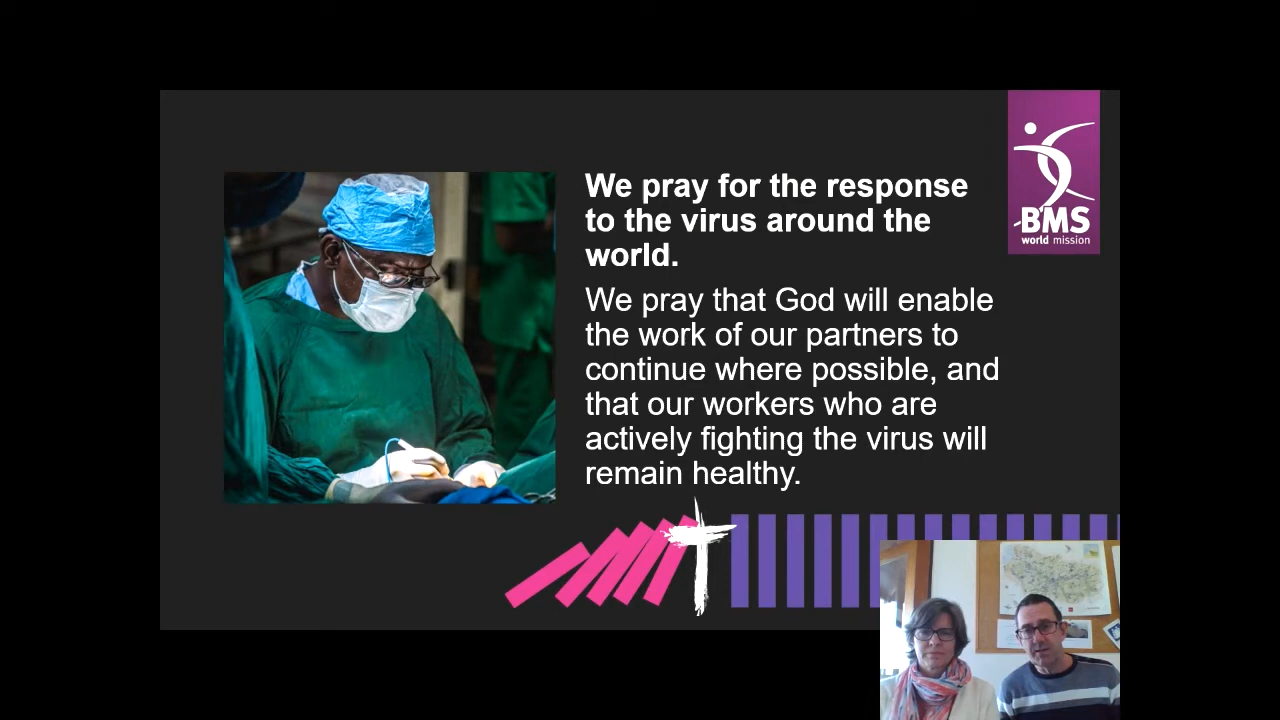 We pray for the response
to the virus around the
world.
We pray that God will enable
the work of our partners to
continue where possible, and
that our workers who are
actively fighting the virus will
remain healthy.
BMS
world mission